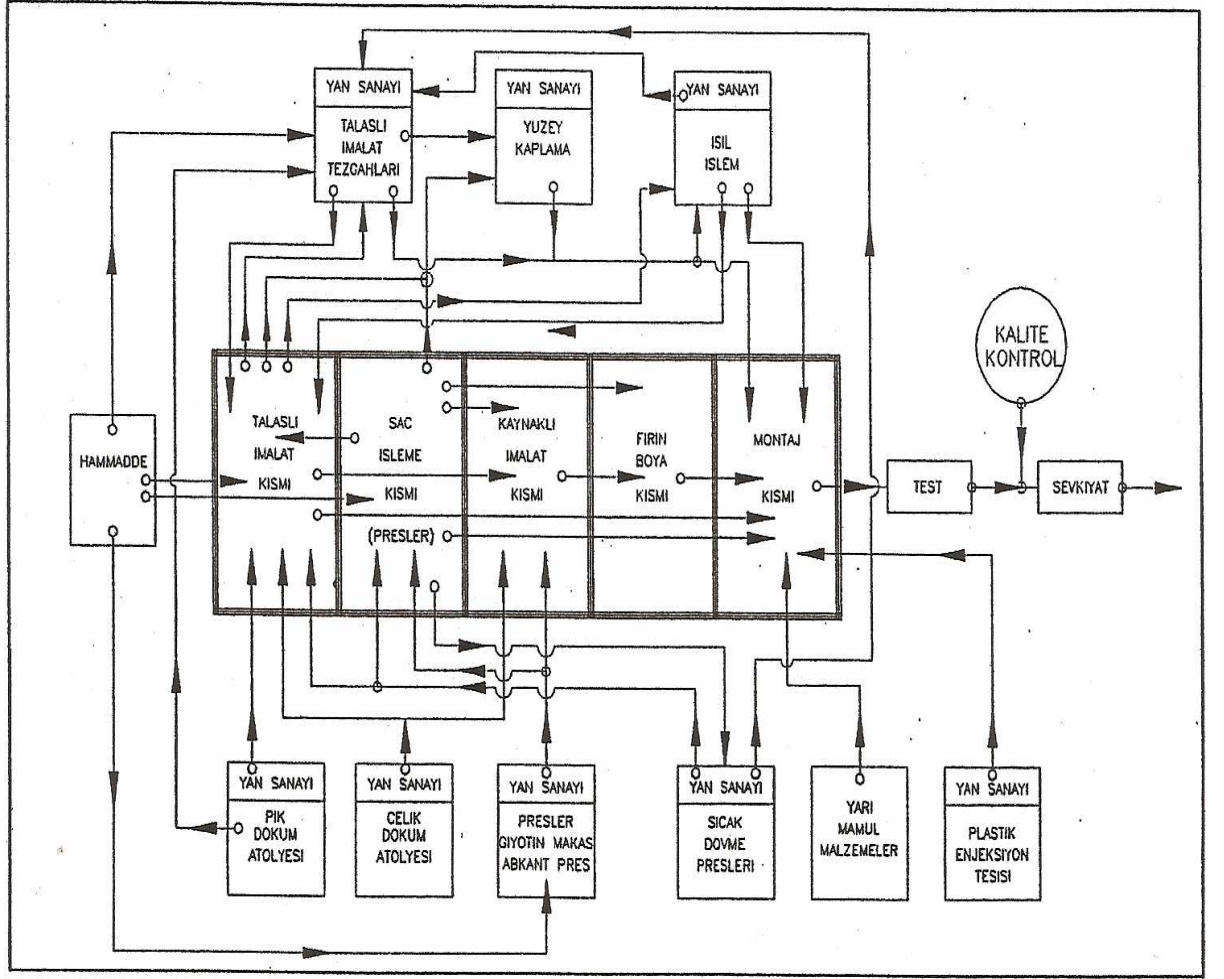 YAN SANAYI
TALASLI
IMALAT
TEZGAHLARI
YAN SANAYI
YUZEY
KAPLAMA
YAN SANAYI
ISIL
ISLEM
KALITE
KONTROL
HAMMADDE
TALASLI
IMALAT
KISMI
SAC
ISLEME
KISMI
(PRESLER)
KAYNAKLI
IMALAT
KISMI
FIRIN
BOYA
KISMI
MONTAJ
KISMI
TEST
SEVKIYAT
YAN SANAYI
PIK
DOKUM
ATOLYESI
YAN SANAYI
CELIK
DOKUM
ATOLYESI
YAN SANAYI
PRESLER
GIYOTIN MAKAS
ABKANT PRES
YAN SANAYI
SICAK
DOVME
PRESLERI
YARI
MAMUL
MALZEMELER
YAN SANAYI
PLASTIK
ENJEKSIYON
TESISI